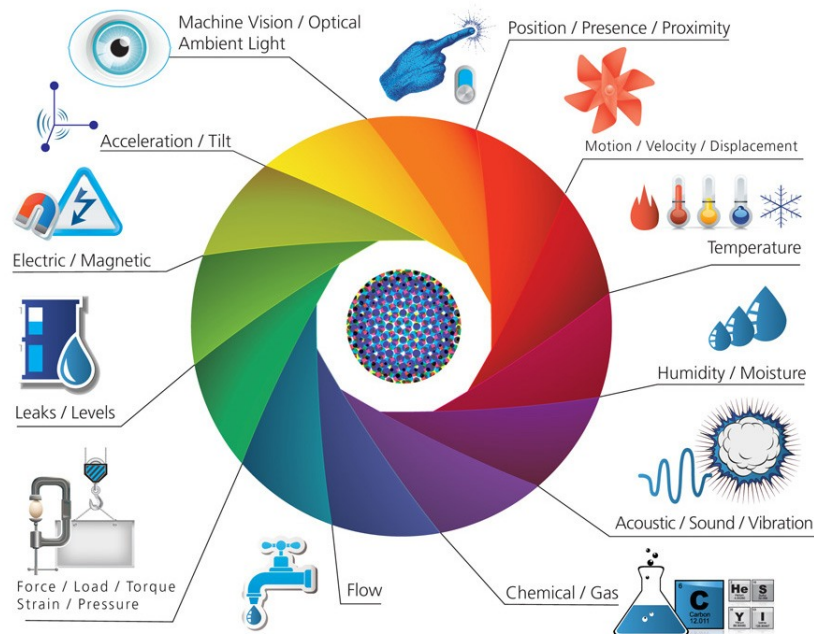 Machine Vision / Optical
Ambient Light
Position / Presence / Proximity
Acceleration / Tilt
Motion / Velocity / Displacement
Electric / Magnetic
Temperature
Leaks / Levels
Humidity / Moisture
Force / Load / Torque
Strain / Pressure
Flow
Chemical / Gas
Acoustic / Sound / Vibration
6
C
Carbon
12.011
He
S
Y
I